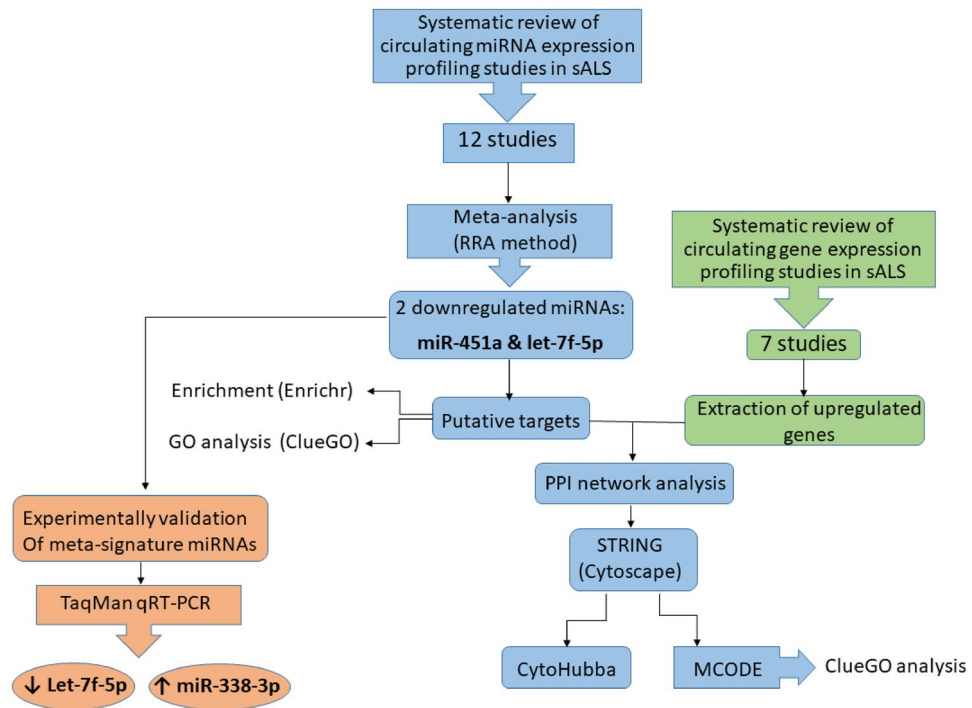 Systematic review of
circulating miRNA expression
profiling studies in sALS
12 studies
Meta-analysis
(RRA method)
Systematic review of
circulating gene expression
profiling studies in sALS
2 downregulated miRNAs:
miR-451a & let-7f-5p
7 studies
Enrichment (Enrichr)
GO analysis (ClueGO)
Putative targets
Extraction of upregulated
genes
PPI network analysis
Experimentally validation
Of meta-signature miRNAs
STRING
(Cytoscape)
TaqMan qRT-PCR
↓ Let-7f-5p
↑ miR-338-3p
CytoHubba
MCODE
ClueGO analysis